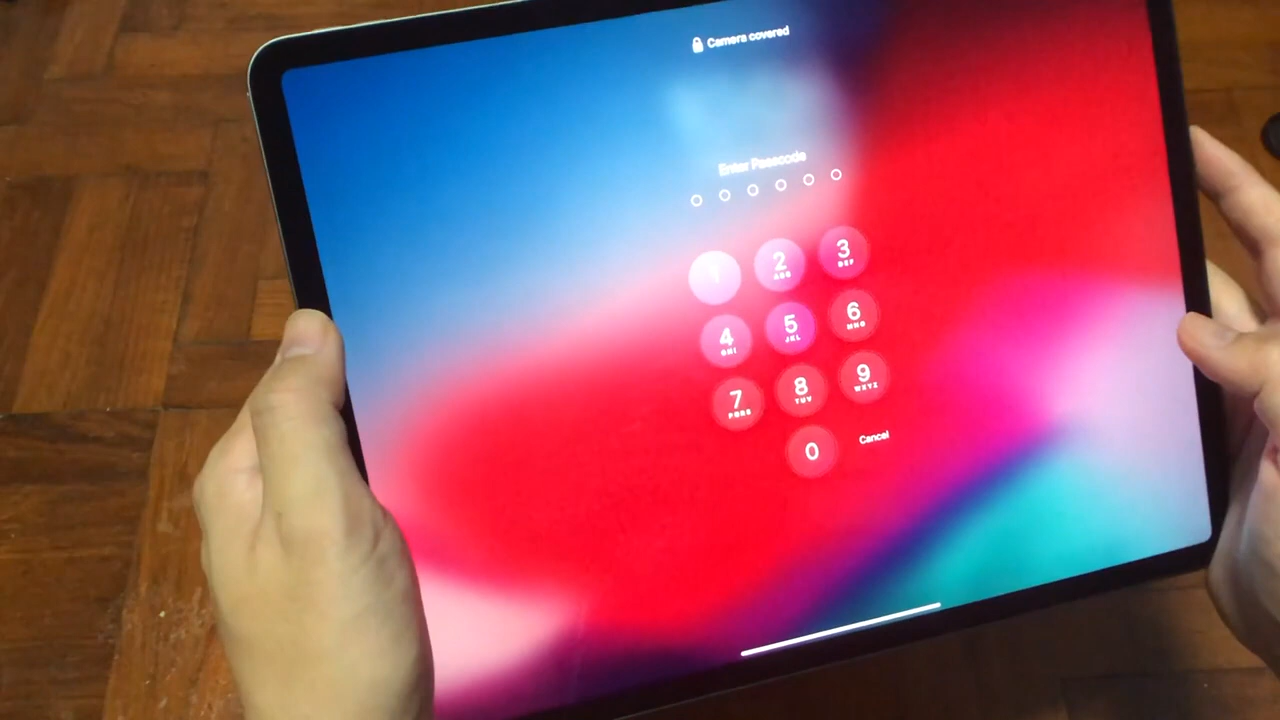 Camera covered
Enter Passcode
1
2
ABC
3
DEF
4
GHI
5
JKL
6
MNO
7
PQRS
8
TUV
9
WXYZ
0
Cancel